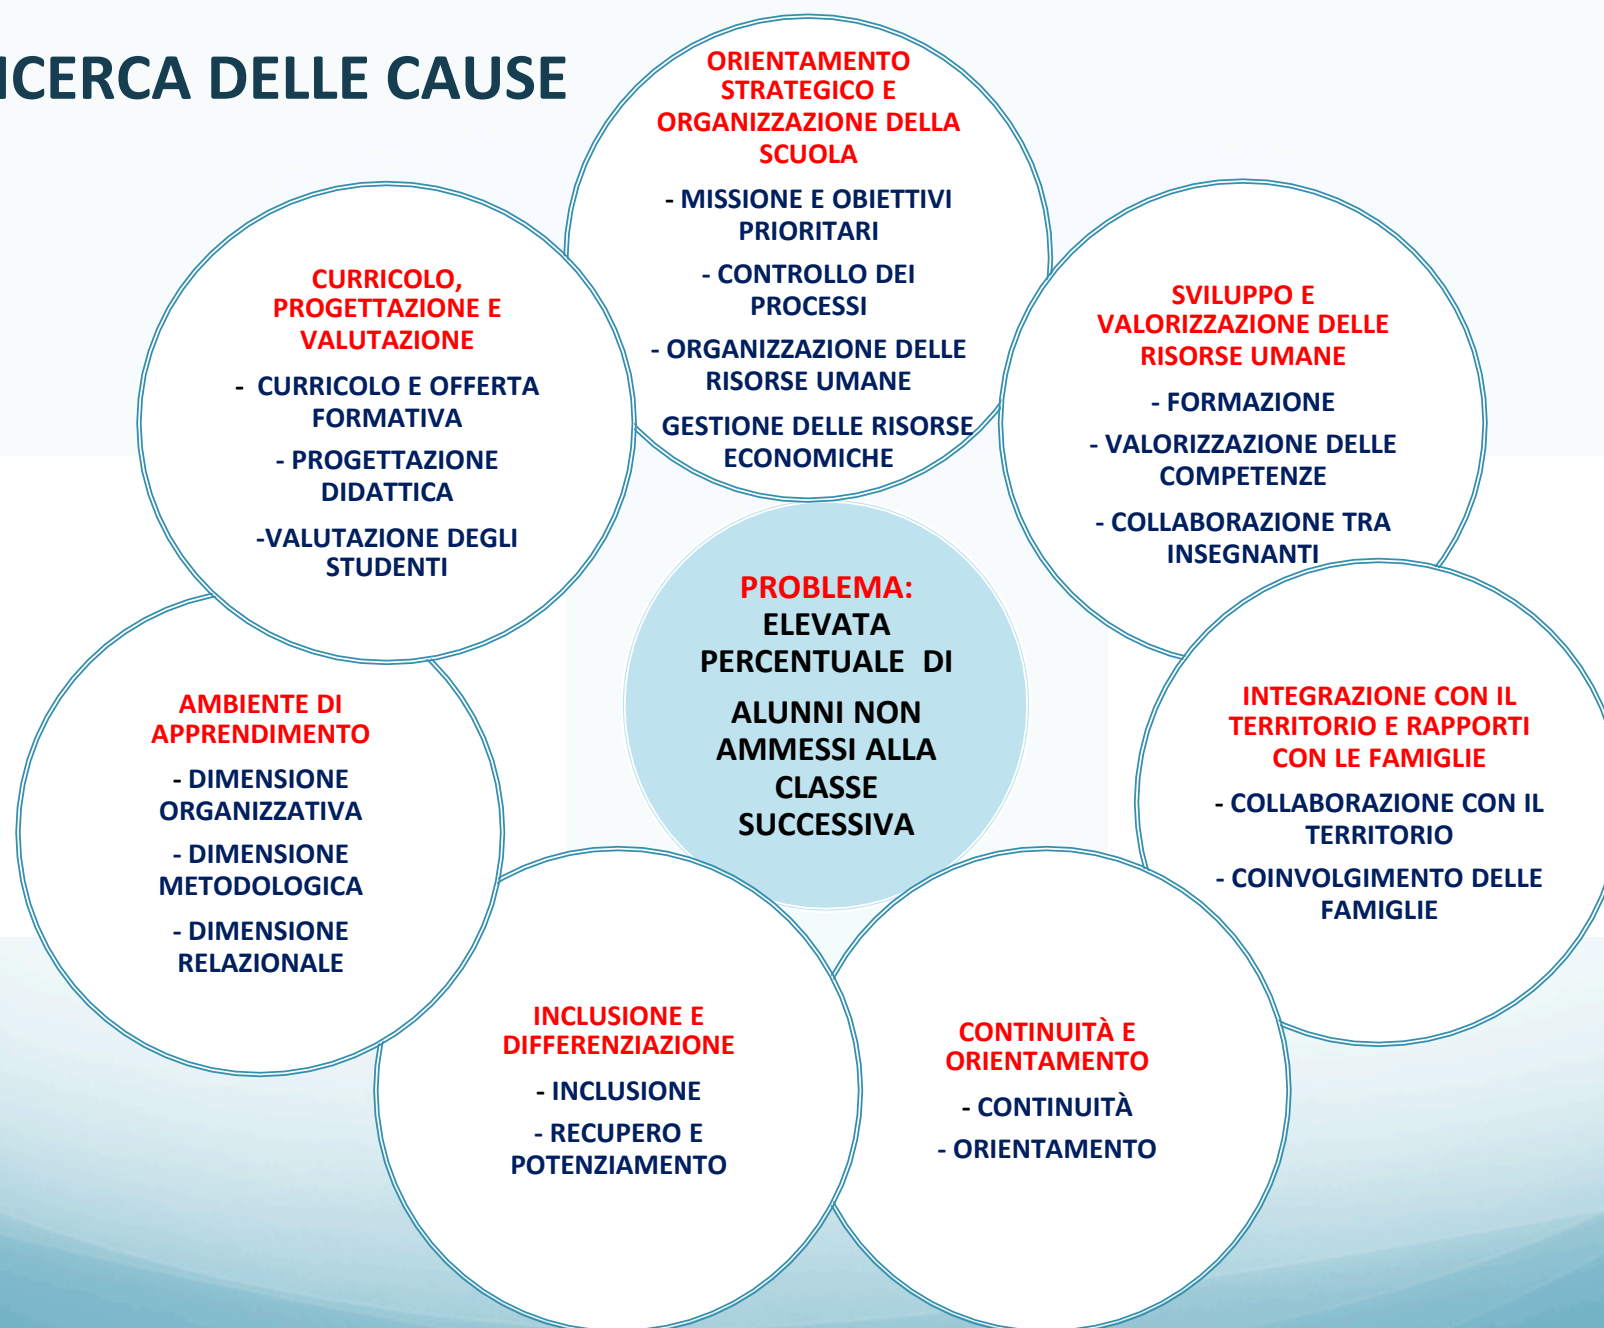 ICERCA DELLE CAUSE
ORIENTAMENTO
STRATEGICO E
ORGANIZZAZIONE DELLA
SCUOLA
- MISSIONE E OBIETTIVI
PRIORITARI
- CONTROLLO DEI
PROCESSI
- ORGANIZZAZIONE DELLE
RISORSE UMANE
GESTIONE DELLE RISORSE
ECONOMICHE
CURRICOLO,
PROGETTAZIONE E
VALUTAZIONE
- CURRICOLO E OFFERTA
FORMATIVA
- PROGETTAZIONE
DIDATTICA
-VALUTAZIONE DEGLI
STUDENTI
SVILUPPO E
VALORIZZAZIONE DELLE
RISORSE UMANE
- FORMAZIONE
- VALORIZZAZIONE DELLE
COMPETENZE
- COLLABORAZIONE TRA
INSEGNANTI
PROBLEMA:
ELEVATA
PERCENTUALE DI
ALUNNI NON
AMMESSI ALLA
CLASSE
SUCCESSIVA
AMBIENTE DI
APPRENDIMENTO
- DIMENSIONE
ORGANIZZATIVA
- DIMENSIONE
METODOLOGICA
- DIMENSIONE
RELAZIONALE
INTEGRAZIONE CON IL
TERRITORIO E RAPPORTI
CON LE FAMIGLIE
- COLLABORAZIONE CON IL
TERRITORIO
- COINVOLGIMENTO DELLE
FAMIGLIE
INCLUSIONE E
DIFFERENZIAZIONE
- INCLUSIONE
- RECUPERO E
POTENZIAMENTO
CONTINUITÀ E
ORIENTAMENTO
- CONTINUITÀ
- ORIENTAMENTO